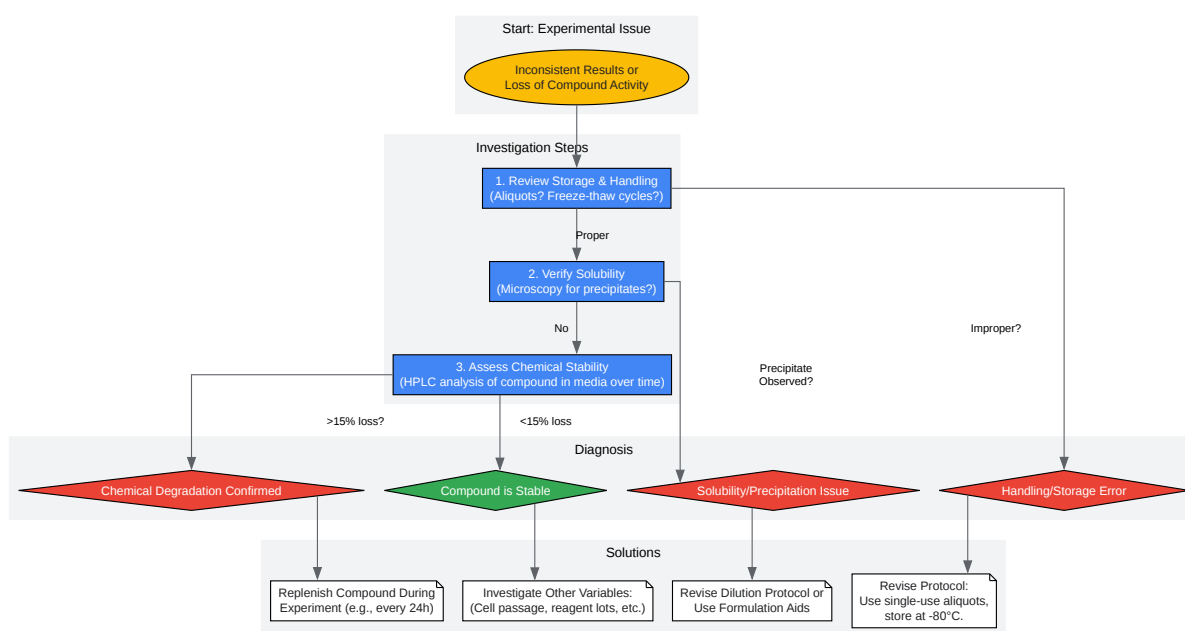 Start: Experimental Issue
Inconsistent Results or
Loss of Compound Activity
Investigation Steps
1. Review Storage & Handling
(Aliquots? Freeze-thaw cycles?)
Proper
2. Verify Solubility
(Microscopy for precipitates?)
No
Improper?
3. Assess Chemical Stability
(HPLC analysis of compound in media over time)
Precipitate
Observed?
>15% loss?
<15% loss
Diagnosis
Chemical Degradation Confirmed
Compound is Stable
Solubility/Precipitation Issue
Handling/Storage Error
Solutions
Replenish Compound During
Experiment (e.g., every 24h)
Investigate Other Variables:
(Cell passage, reagent lots, etc.)
Revise Dilution Protocol or
Use Formulation Aids
Revise Protocol:
Use single-use aliquots,
store at -80°C.